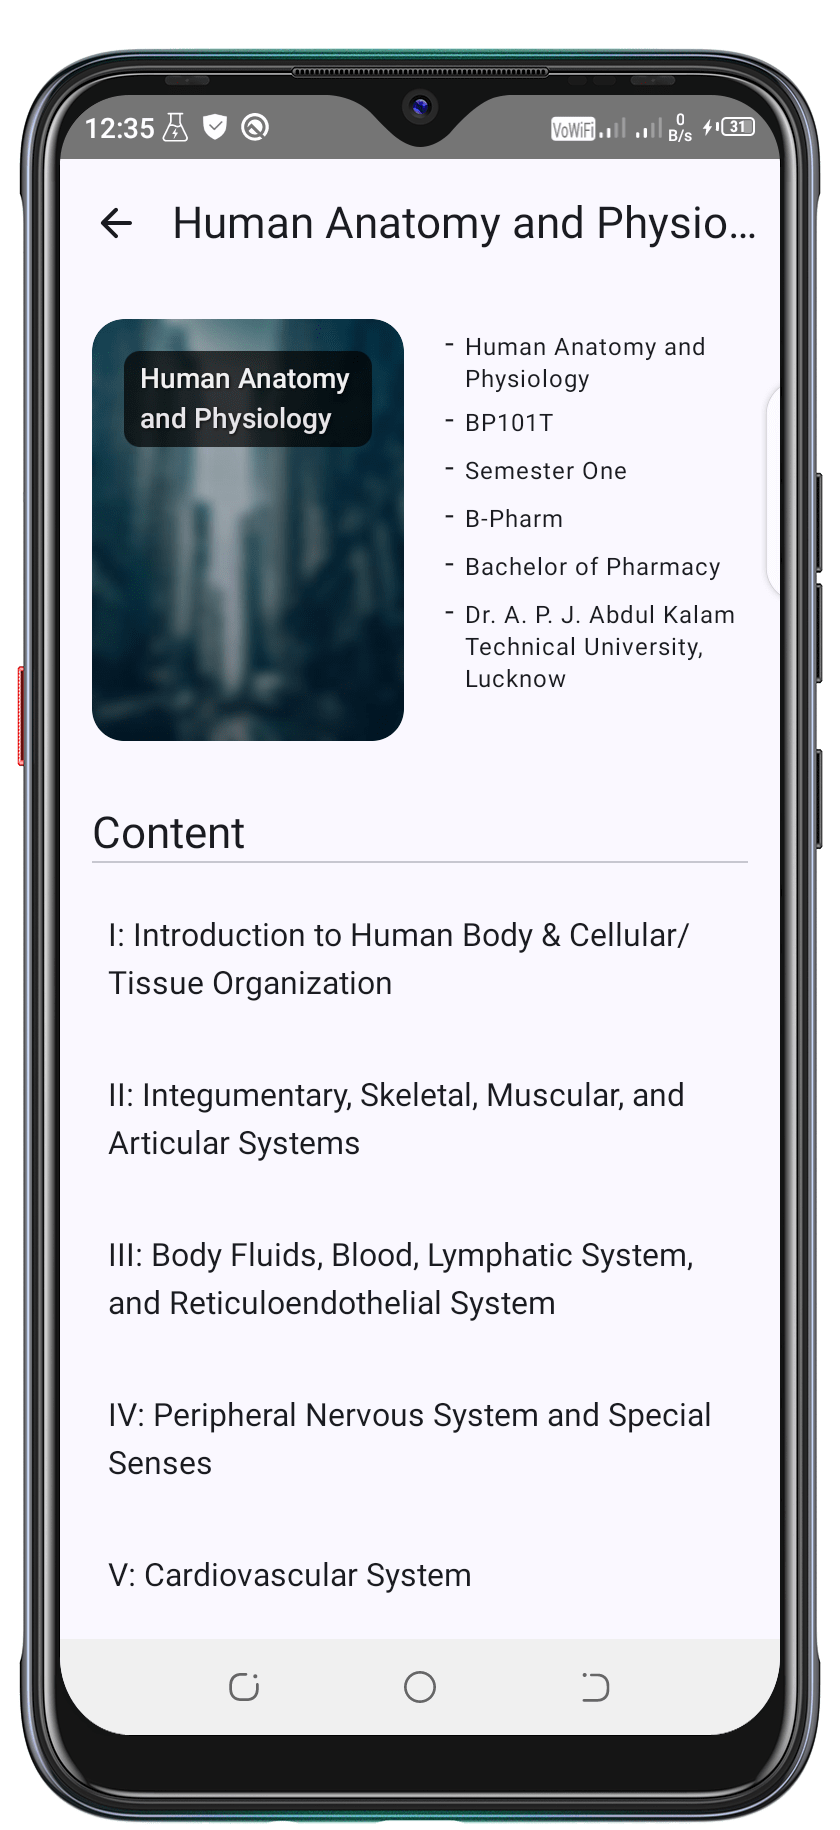 12:35 VoWiFi 0 B/s 31
Human Anatomy and Physio...
Human Anatomy
and Physiology
- Human Anatomy and
Physiology
- BP101T
- Semester One
- B-Pharm
- Bachelor of Pharmacy
- Dr. A. P. J. Abdul Kalam
Technical University,
Lucknow
Content
I: Introduction to Human Body & Cellular/
Tissue Organization
II: Integumentary, Skeletal, Muscular, and
Articular Systems
III: Body Fluids, Blood, Lymphatic System,
and Reticuloendothelial System
IV: Peripheral Nervous System and Special
Senses
V: Cardiovascular System